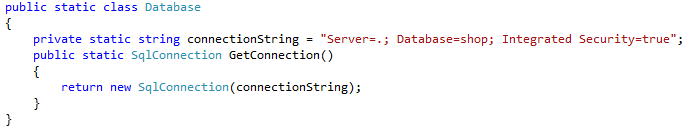 public static class Database
{
    private static string connectionString = "Server=.; Database=shop; Integrated Security=true";
    public static SqlConnection GetConnection()
    {
        return new SqlConnection(connectionString);
    }
}